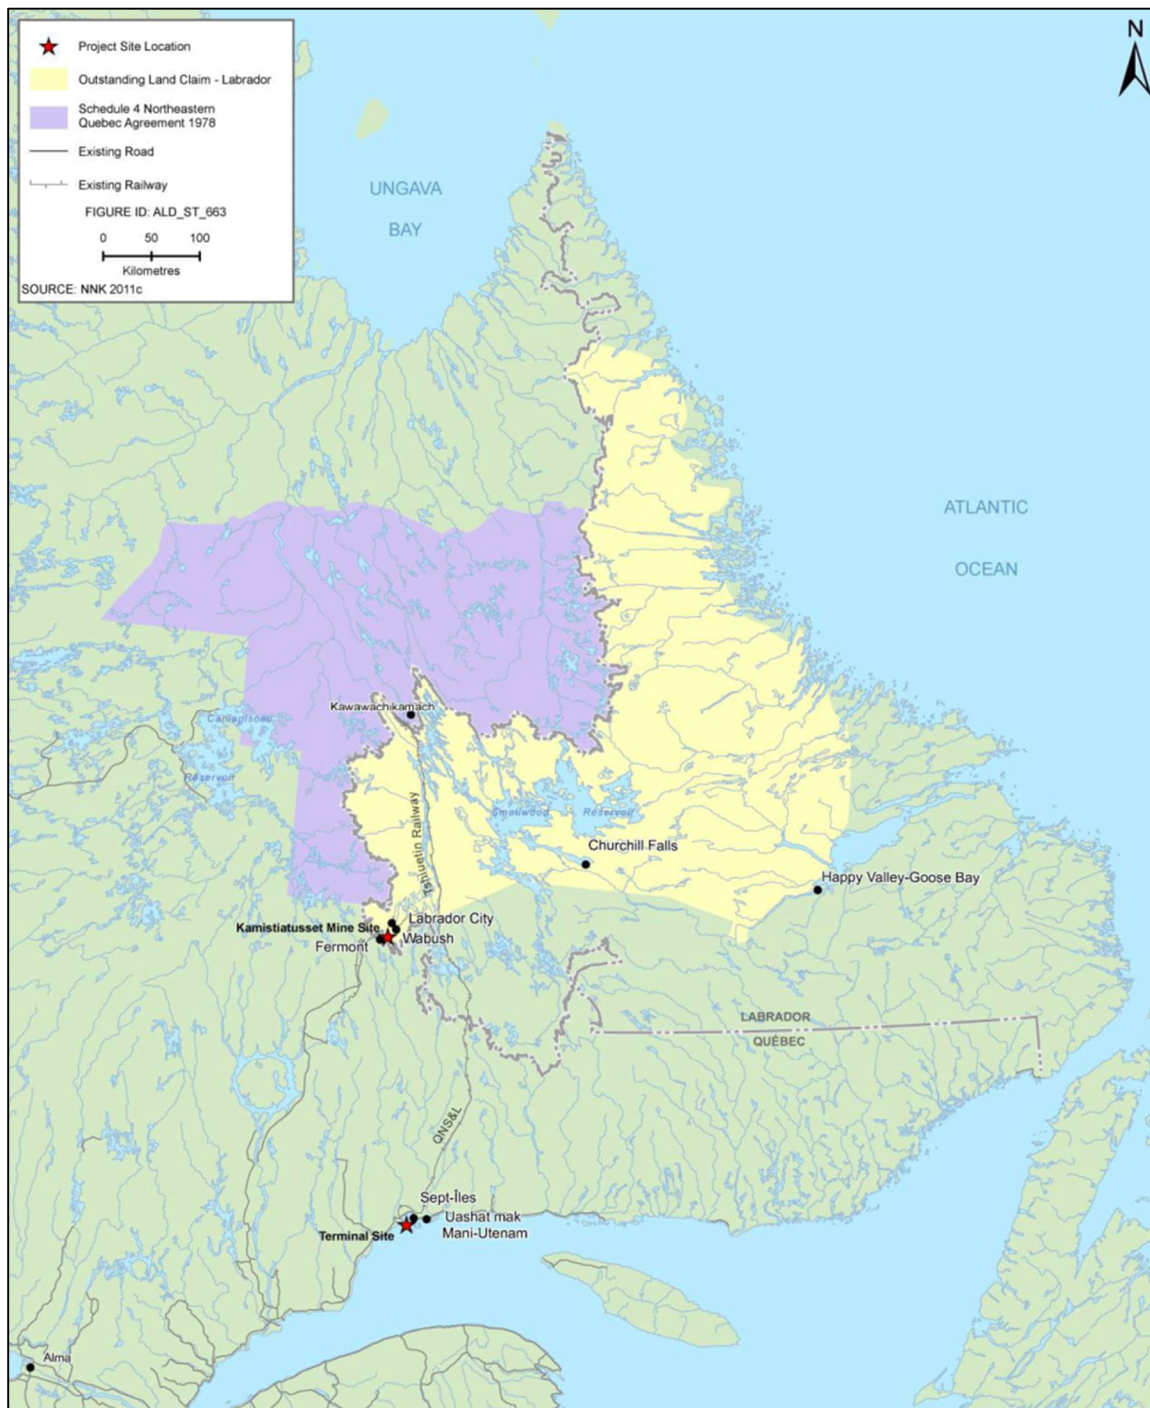 Project Site Location
Outstanding Land Claim - Labrador
Schedule 4 Northeastern
Quebec Agreement 1978
Existing Road
Existing Railway
FIGURE ID: ALD_ST_663
0 50 100
Kilometres
SOURCE: NNK 2011c
N
UNGAVA
BAY
ATLANTIC
OCEAN
Kawawachikamach
Caniapiscau
Réservoir
Tshiuetin Railway
Smallwood Réservoir
Churchill Falls
Happy Valley-Goose Bay
Labrador City
Kamistiatusset Mine Site
Wabush
Fermont
LABRADOR
QUÉBEC
QNS&L
Sept-Îles
Uashat mak
Mani-Utenam
Terminal Site
Alma